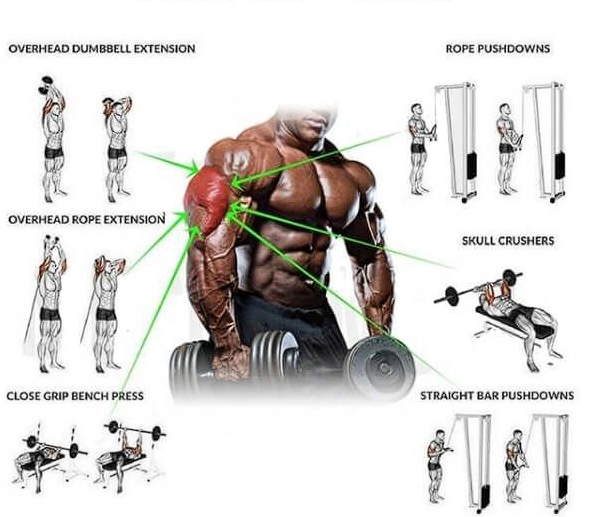 OVERHEAD DUMBBELL EXTENSION
ROPE PUSHDOWNS
OVERHEAD ROPE EXTENSION
SKULL CRUSHERS
CLOSE GRIP BENCH PRESS
STRAIGHT BAR PUSHDOWNS